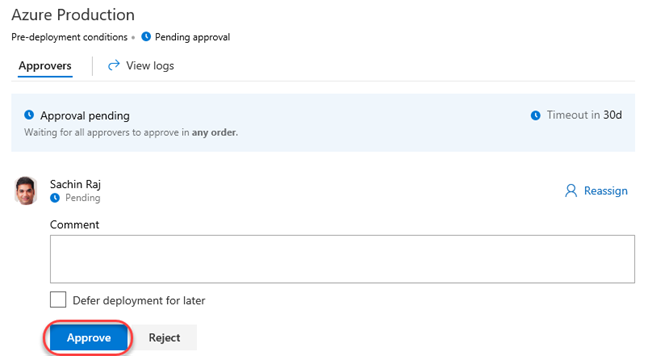 Azure Production
Pre-deployment conditions • Pending approval
Approvers View logs
Approval pending Timeout in 30d
Waiting for all approvers to approve in any order.
Sachin Raj
Pending Reassign
Comment
Defer deployment for later
Approve Reject